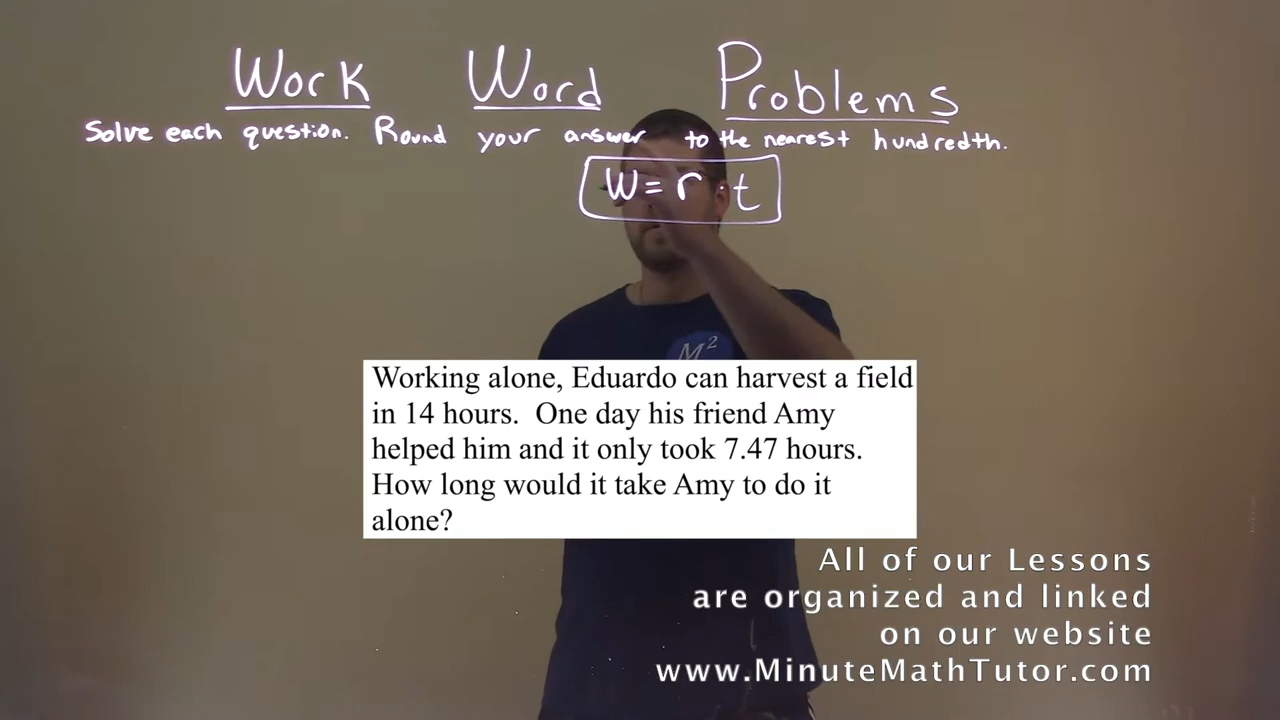 Work Word Problems
Solve each question. Round your answer to the nearest hundredth.
W = r · t
M²
Working alone, Eduardo can harvest a field
in 14 hours. One day his friend Amy
helped him and it only took 7.47 hours.
How long would it take Amy to do it
alone?
All of our Lessons
are organized and linked
on our website
www.MinuteMathTutor.com